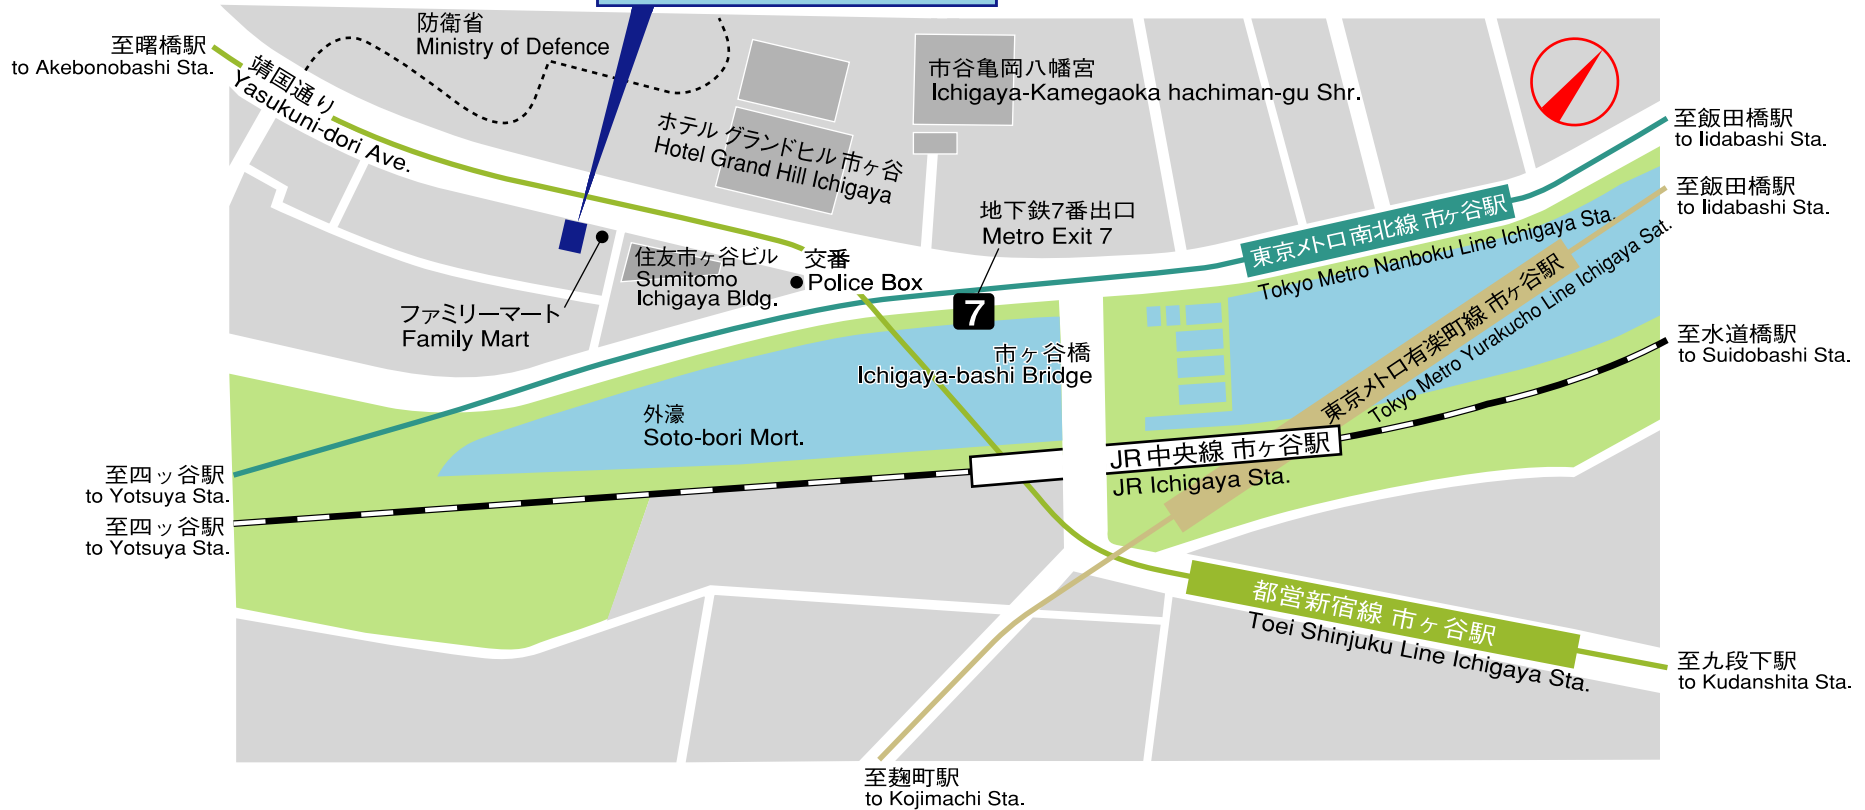 防衛省
Ministry of Defence
至曙橋駅
to Akebonobashi Sta.
靖国通り
Yasukuni-dori Ave.
市谷亀岡八幡宮
Ichigaya-Kamegaoka hachiman-gu Shr.
ホテル グランドヒル 市ヶ谷
Hotel Grand Hill Ichigaya
至飯田橋駅
to Iidabashi Sta.
至飯田橋駅
to Iidabashi Sta.
地下鉄7番出口
Metro Exit 7
東京メトロ南北線 市ヶ谷駅
Tokyo Metro Nanboku Line Ichigaya Sta.
住友市ヶ谷ビル
Sumitomo
Ichigaya Bldg.
交番
Police Box
7
ファミリーマート
Family Mart
市ヶ谷橋
Ichigaya-bashi Bridge
東京メトロ有楽町線 市ヶ谷駅
Tokyo Metro Yurakucho Line Ichigaya Sat.
至水道橋駅
to Suidobashi Sta.
外濠
Soto-bori Mort.
JR 中央線 市ヶ谷駅
JR Ichigaya Sta.
至四ッ谷駅
to Yotsuya Sta.
至四ッ谷駅
to Yotsuya Sta.
都営新宿線 市ヶ谷駅
Toei Shinjuku Line Ichigaya Sta.
至九段下駅
to Kudanshita Sta.
至麹町駅
to Kojimachi Sta.